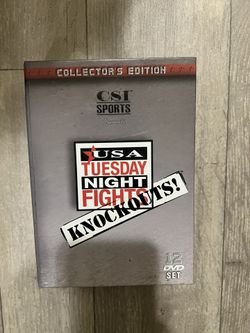 COLLECTOR'S EDITION
CSI
SPORTS
USA
TUESDAY
NIGHT
FIGHTS
KNOCKOUTS!
12
DVD
SET